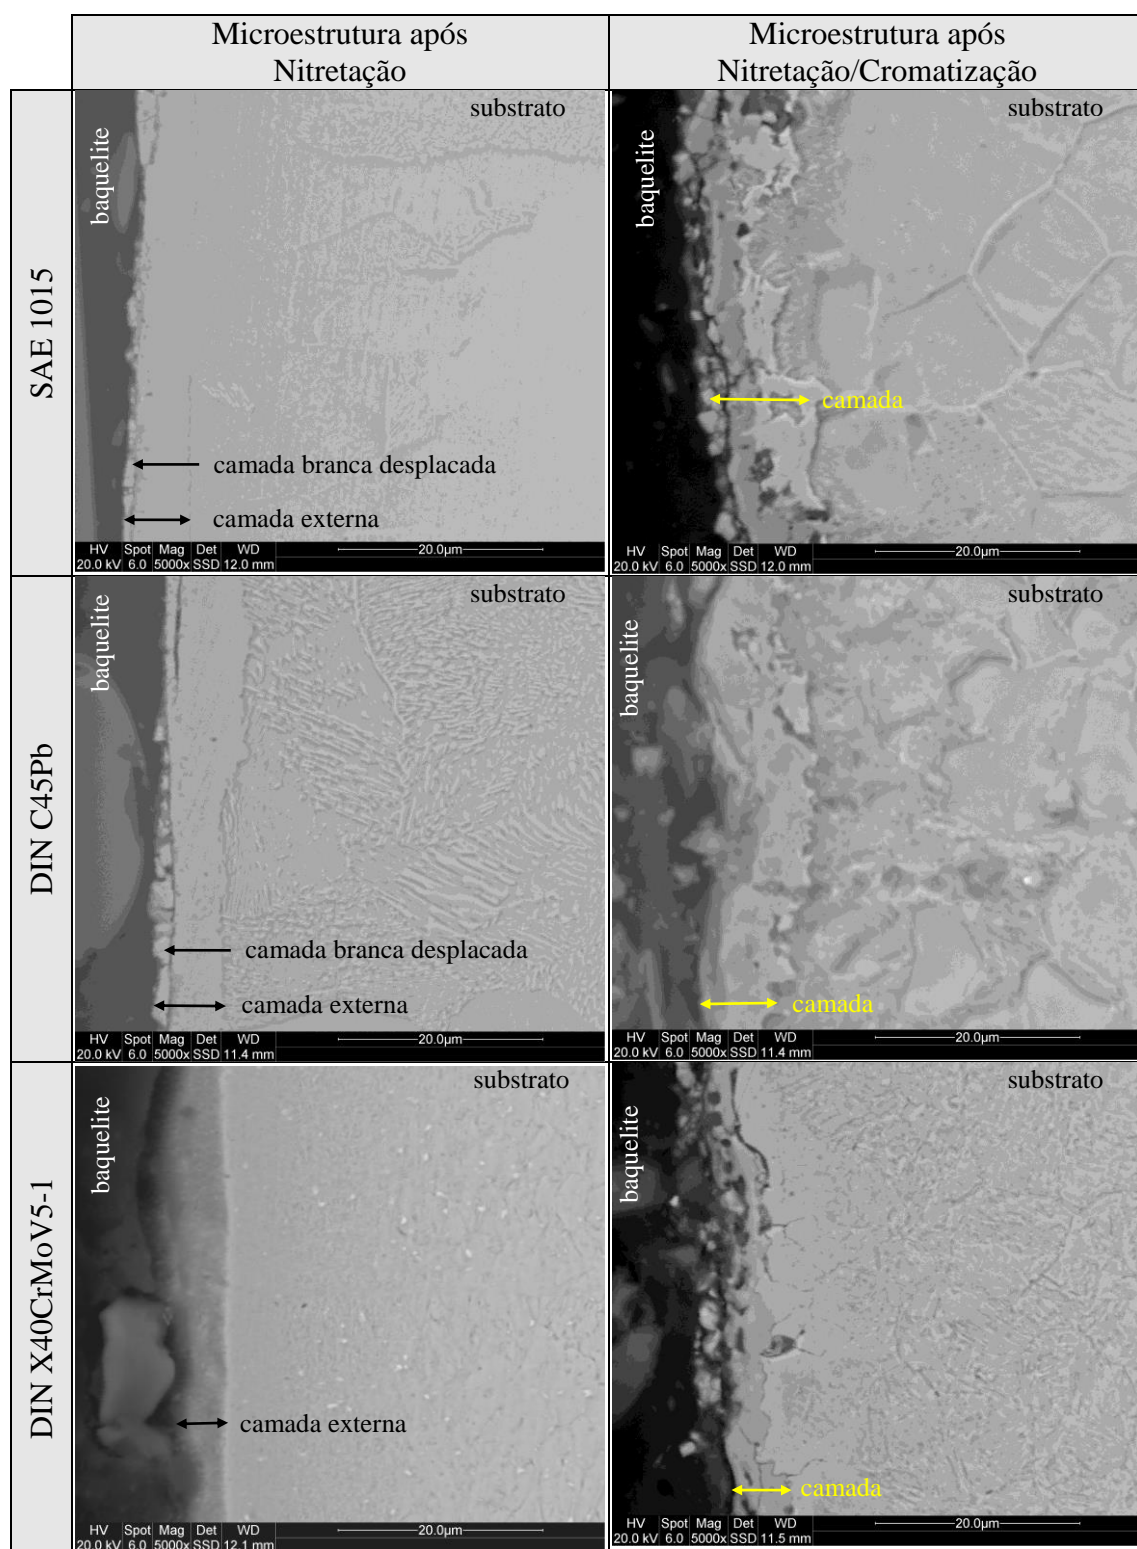 Microestrutura após
Nitretação
Microestrutura após
Nitretação/Cromatização
SAE 1015
baquelite
substrato
camada branca desplacada
camada externa
HV Spot Mag Det WD 20.0µm
20.0 kV 6.0 5000x SSD 12.0 mm
baquelite
substrato
camada
HV Spot Mag Det WD 20.0µm
20.0 kV 6.0 5000x SSD 12.0 mm
DIN C45Pb
baquelite
substrato
camada branca desplacada
camada externa
HV Spot Mag Det WD 20.0µm
20.0 kV 6.0 5000x SSD 11.4 mm
baquelite
substrato
camada
HV Spot Mag Det WD 20.0µm
20.0 kV 6.0 5000x SSD 11.4 mm
DIN X40CrMoV5-1
baquelite
substrato
camada externa
HV Spot Mag Det WD 20.0µm
20.0 kV 6.0 5000x SSD 12.1 mm
baquelite
substrato
camada
HV Spot Mag Det WD 20.0µm
20.0 kV 6.0 5000x SSD 11.5 mm